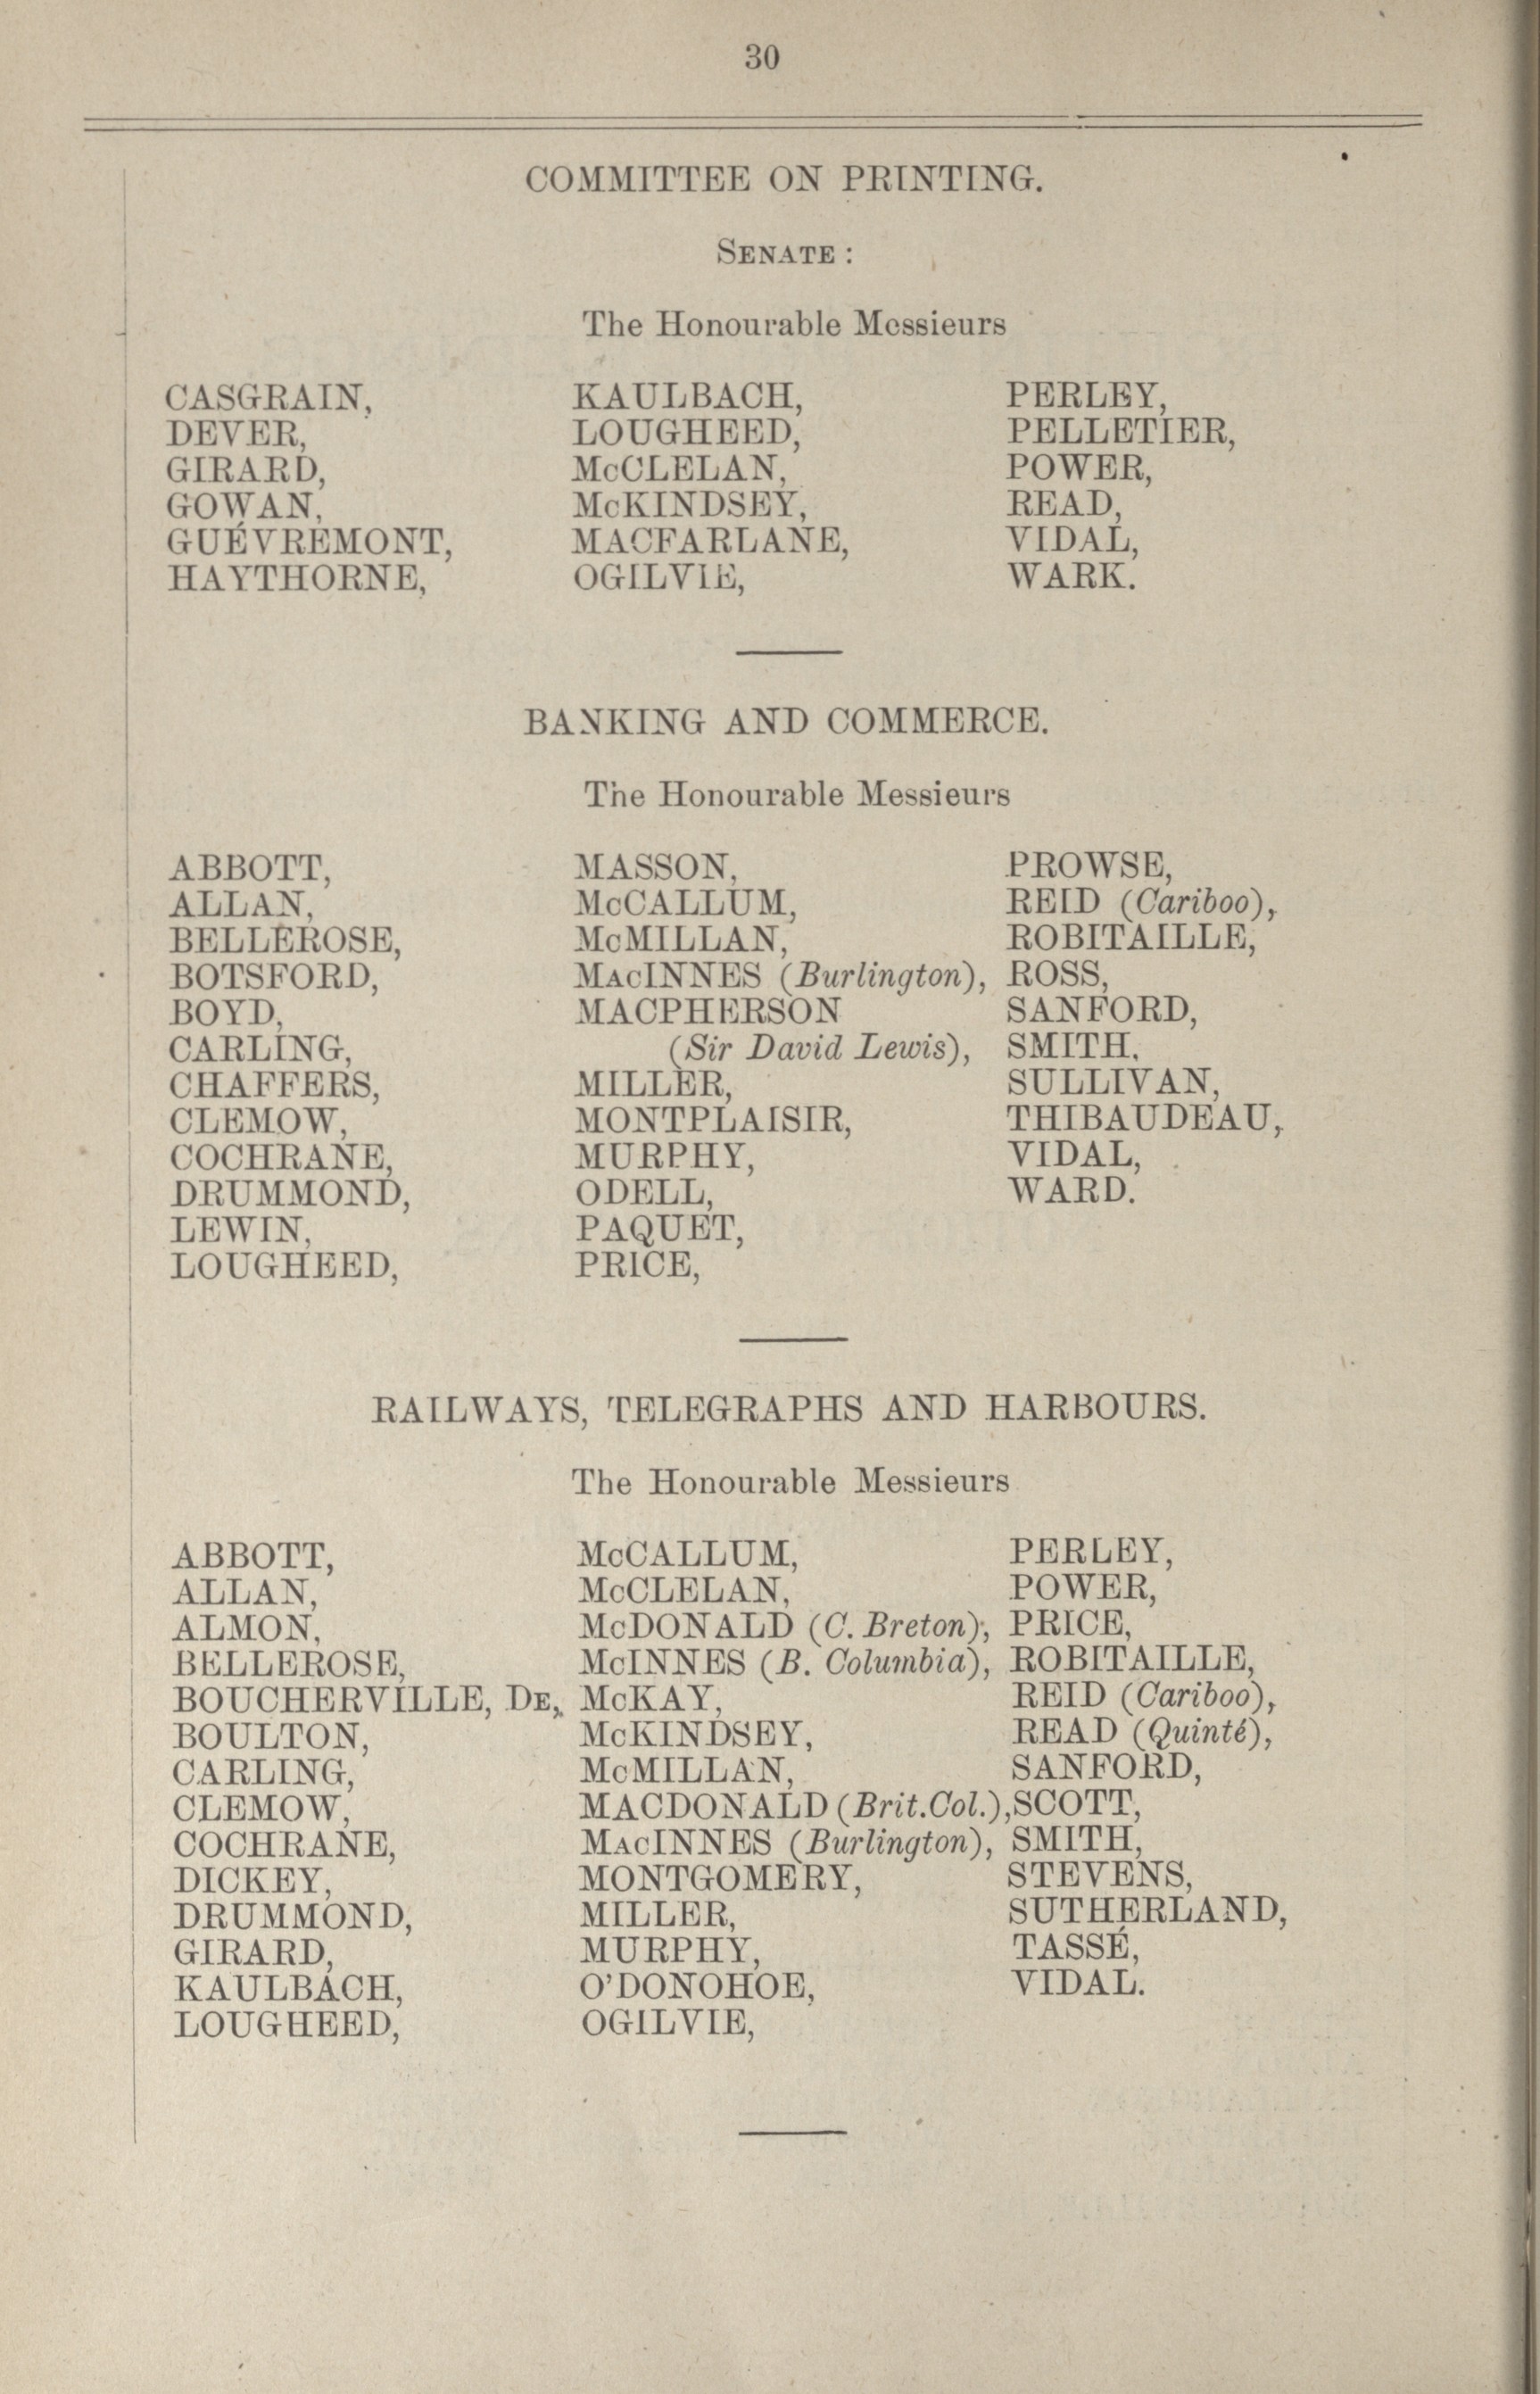 30
COMMITTEE ON PRINTING.
SENATE :
The Honourable Messieurs
CASGRAIN,
DEVER,
GIRARD,
GOWAN,
GUÉVREMONT,
HAYTHORNE,
KAULBACH,
LOUGHEED,
McCLELAN,
McKINDSEY,
MACFARLANE,
OGILVIE,
PERLEY,
PELLETIER,
POWER,
READ,
VIDAL,
WARK.
BANKING AND COMMERCE.
The Honourable Messieurs
ABBOTT,
ALLAN,
BELLEROSE,
BOTSFORD,
BOYD,
CARLING,
CHAFFERS,
CLEMOW,
COCHRANE,
DRUMMOND,
LEWIN,
LOUGHEED,
MASSON,
McCALLUM,
McMILLAN,
MacINNES (Burlington),
MACPHERSON
(Sir David Lewis),
MILLER,
MONTPLAISIR,
MURPHY,
ODELL,
PAQUET,
PRICE,
PROWSE,
REID (Cariboo),
ROBITAILLE,
ROSS,
SANFORD,
SMITH,
SULLIVAN,
THIBAUDEAU,
VIDAL,
WARD.
RAILWAYS, TELEGRAPHS AND HARBOURS.
The Honourable Messieurs
ABBOTT,
ALLAN,
ALMON,
BELLEROSE,
BOUCHERVILLE, DE,
BOULTON,
CARLING,
CLEMOW,
COCHRANE,
DICKEY,
DRUMMOND,
GIRARD,
KAULBACH,
LOUGHEED,
McCALLUM,
McCLELAN,
McDONALD (C. Breton),
McINNES (B. Columbia),
McKAY,
McKINDSEY,
McMILLAN,
MACDONALD (Brit. Col.),
MacINNES (Burlington),
MONTGOMERY,
MILLER,
MURPHY,
O'DONOHOE,
OGILVIE,
PERLEY,
POWER,
PRICE,
ROBITAILLE,
REID (Cariboo),
READ (Quinté),
SANFORD,
SCOTT,
SMITH,
STEVENS,
SUTHERLAND,
TASSÉ,
VIDAL.